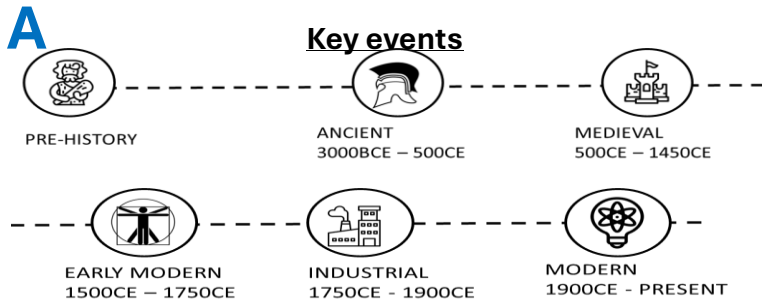 A
Key events
PRE-HISTORY
ANCIENT
3000BCE – 500CE
MEDIEVAL
500CE – 1450CE
EARLY MODERN
1500CE – 1750CE
INDUSTRIAL
1750CE - 1900CE
MODERN
1900CE - PRESENT